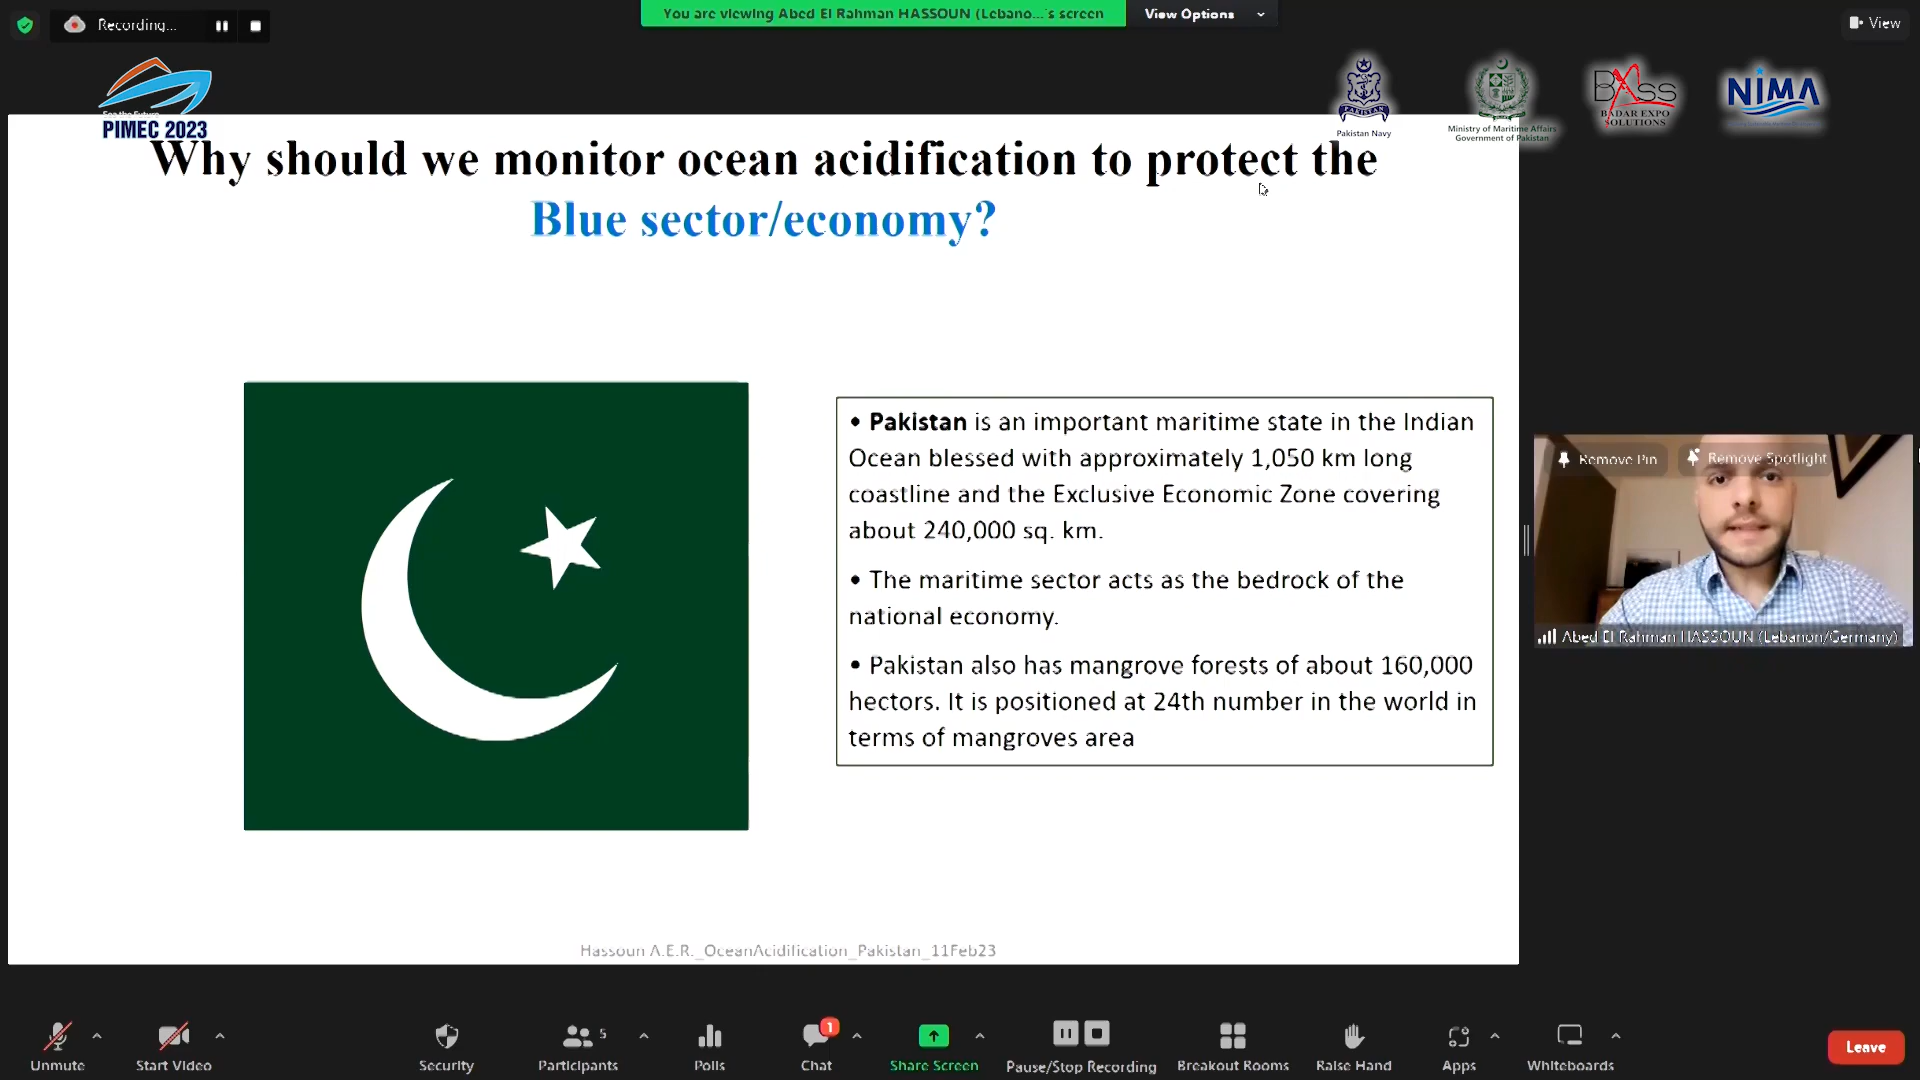 Recording...
You are viewing Abed El Rahman HASSOUN (Lebano...'s screen
View Options
View
PIMEC 2023
Pakistan Navy
Ministry of Maritime Affairs
Government of Pakistan
BXSS
BADAR EXPO
SOLUTIONS
NIMA
Why should we monitor ocean acidification to protect the
Blue sector/economy?
• Pakistan is an important maritime state in the Indian
Ocean blessed with approximately 1,050 km long
coastline and the Exclusive Economic Zone covering
about 240,000 sq. km.
• The maritime sector acts as the bedrock of the
national economy.
• Pakistan also has mangrove forests of about 160,000
hectors. It is positioned at 24th number in the world in
terms of mangroves area
Remove Pin
Remove Spotlight
Abed El Rahman HASSOUN (Lebanon/Germany)
Hassoun A.E.R._OceanAcidification_Pakistan_11Feb23
Unmute
Start Video
Security
5
Participants
Polls
1
Chat
Share Screen
Pause/Stop Recording
Breakout Rooms
Raise Hand
Apps
Whiteboards
Leave